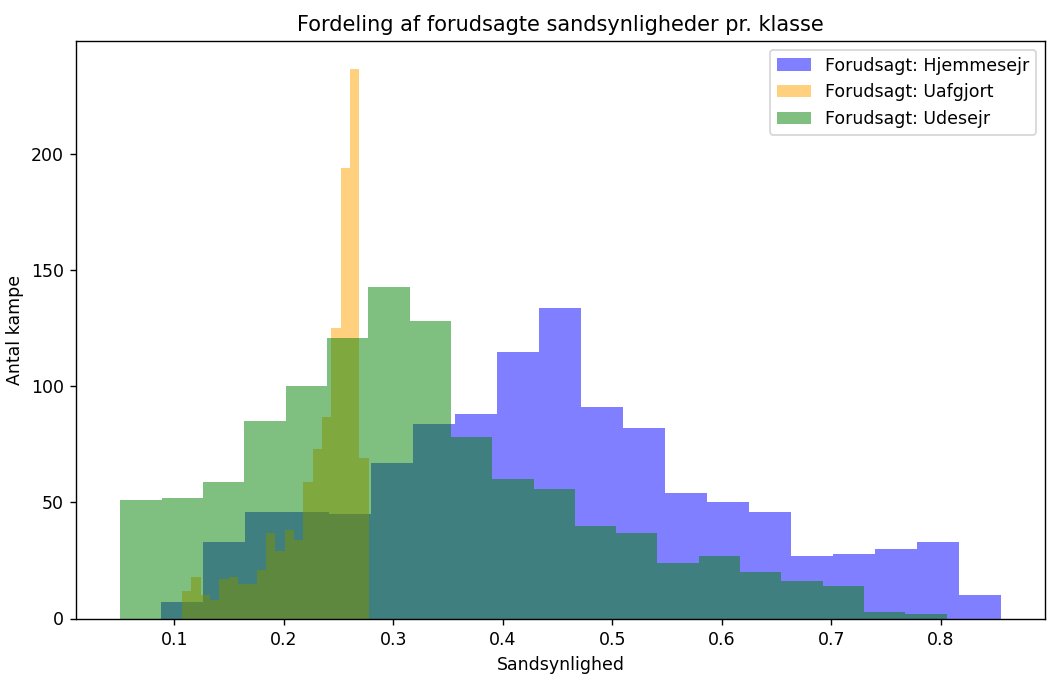 Fordeling af forudsagte sandsynligheder pr. klasse
Forudsagt: Hjemmesejr
Forudsagt: Uafgjort
Forudsagt: Udesejr
Antal kampe
200
150
100
50
0
0.1 0.2 0.3 0.4 0.5 0.6 0.7 0.8
Sandsynlighed